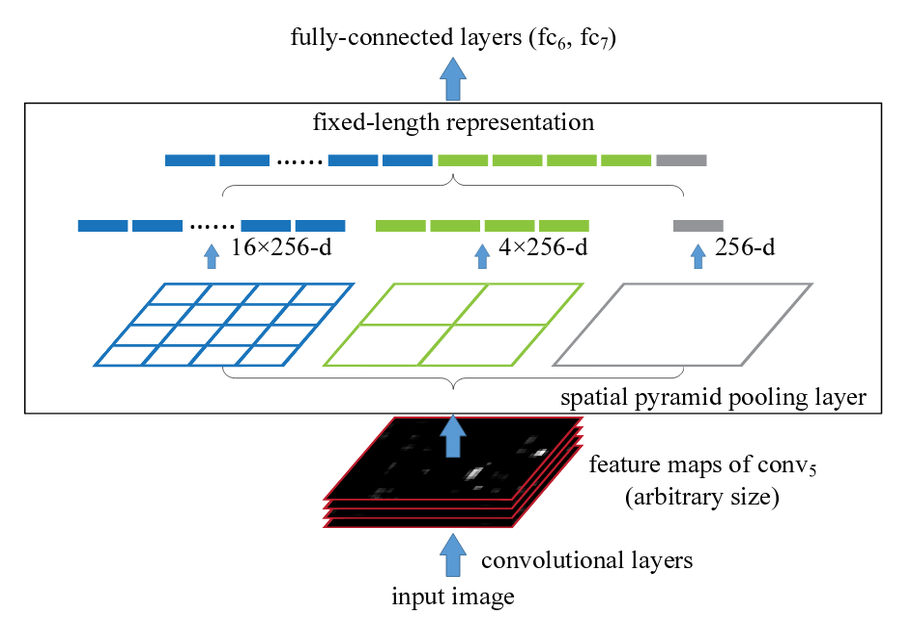 fully-connected layers (fc₆, fc₇)
fixed-length representation
16×256-d
4×256-d
256-d
spatial pyramid pooling layer
feature maps of conv₅
(arbitrary size)
convolutional layers
input image